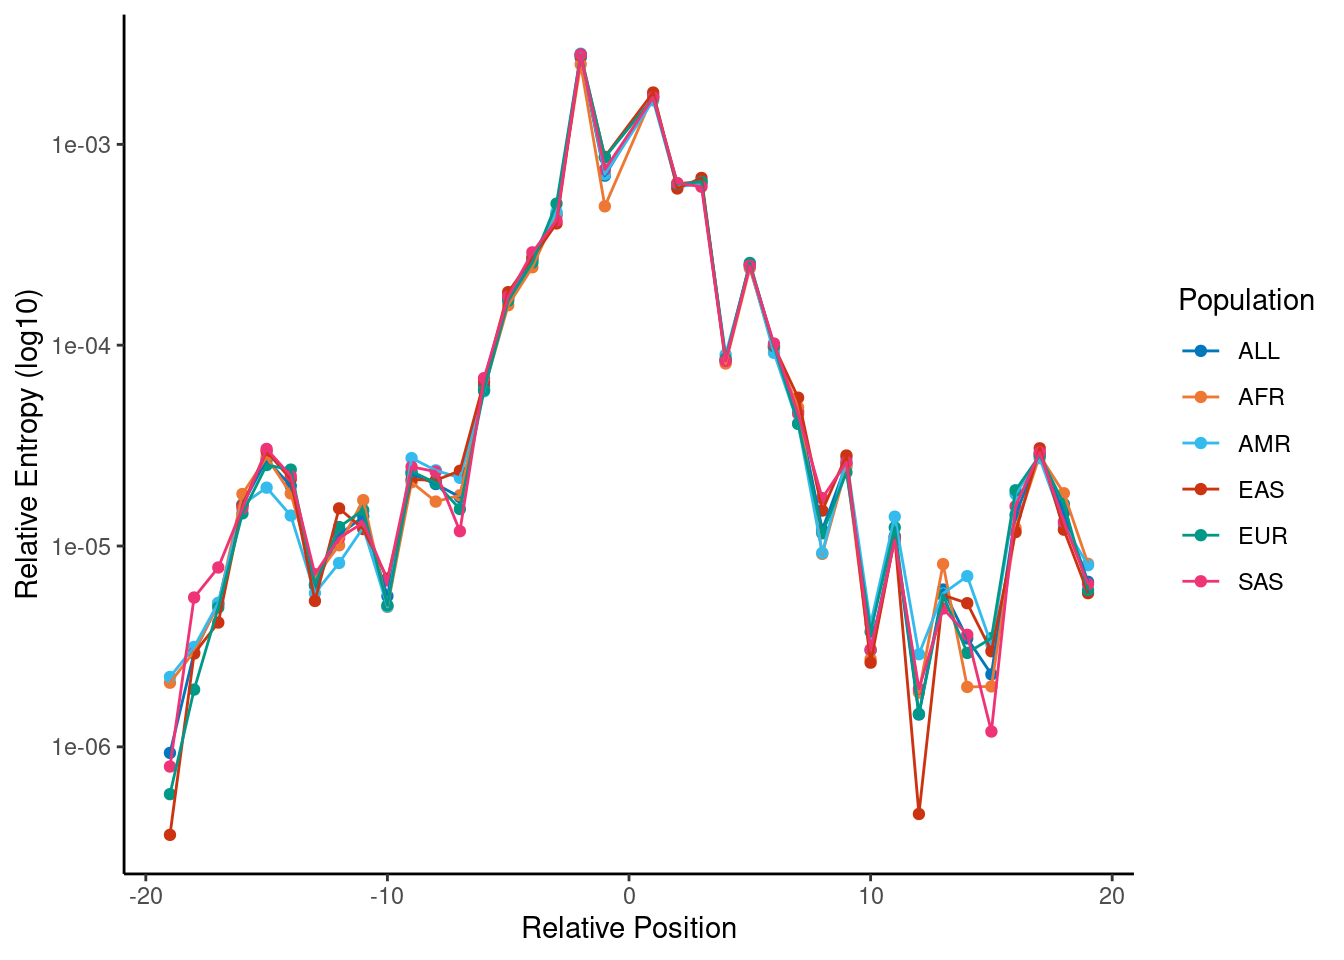 Relative Entropy (log10)
1e-03
1e-04
1e-05
1e-06
-20
-10
0
10
20
Relative Position
Population
ALL
AFR
AMR
EAS
EUR
SAS